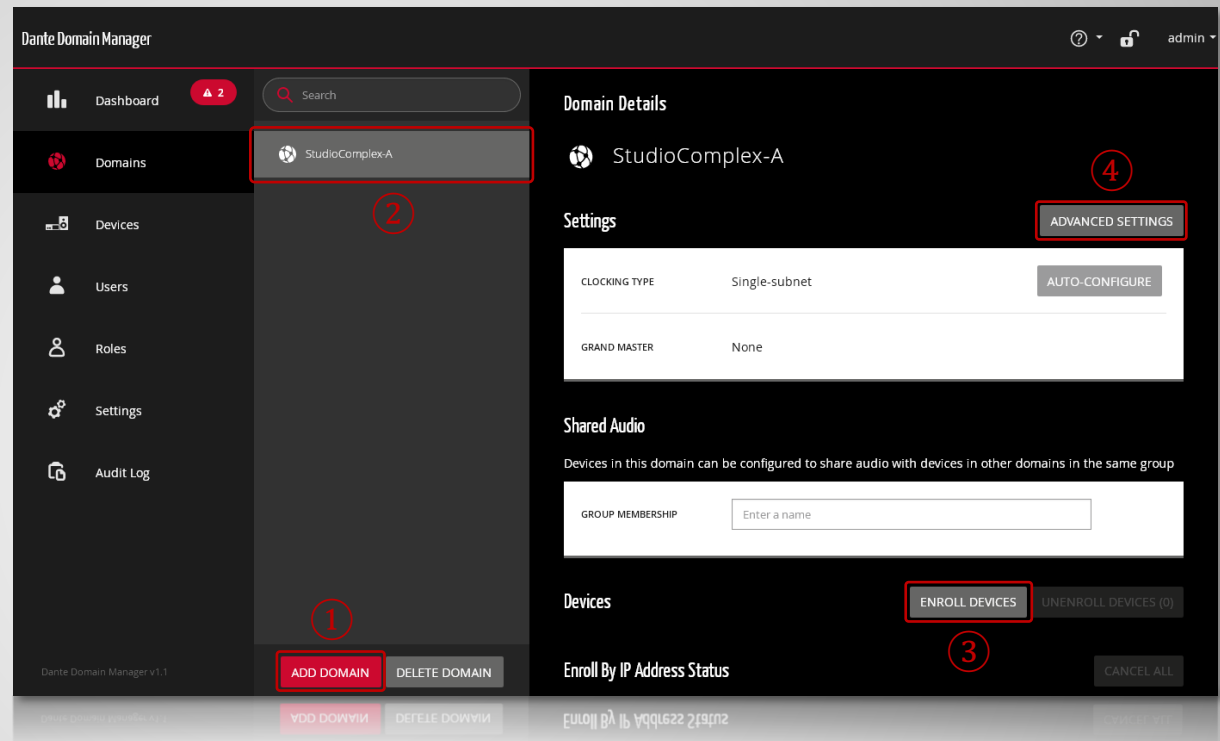 Dante Domain Manager
admin
Dashboard
2
Domains
Devices
Users
Roles
Settings
Audit Log
Dante Domain Manager v1.1
Search
StudioComplex-A
②
①
ADD DOMAIN
DELETE DOMAIN
Domain Details
StudioComplex-A
④
Settings
ADVANCED SETTINGS
CLOCKING TYPE
Single-subnet
AUTO-CONFIGURE
GRAND MASTER
None
Shared Audio
Devices in this domain can be configured to share audio with devices in other domains in the same group
GROUP MEMBERSHIP
Enter a name
Devices
ENROLL DEVICES
UNENROLL DEVICES (0)
③
Enroll By IP Address Status
CANCEL ALL